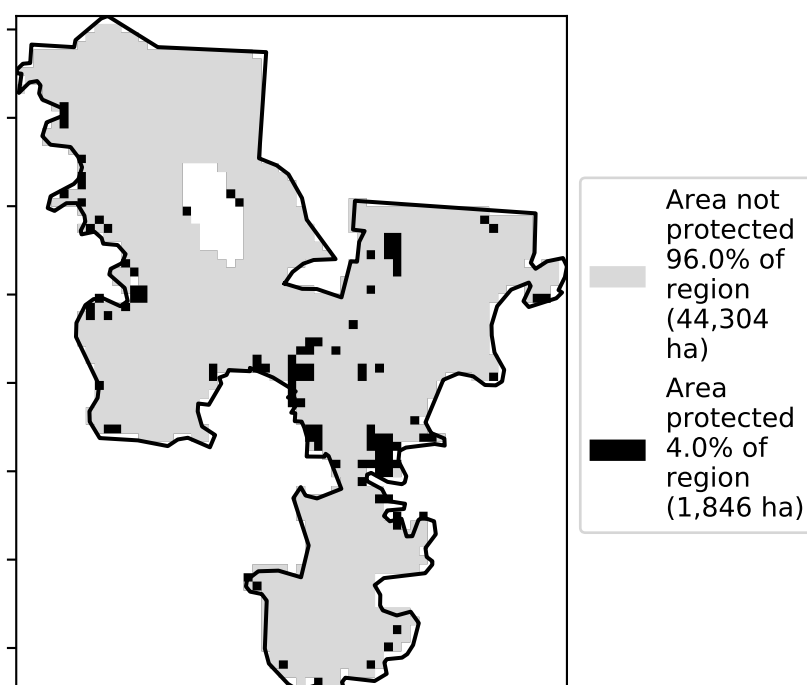 Area not
protected
96.0% of
region
(44,304
ha)
Area
protected
4.0% of
region
(1,846 ha)